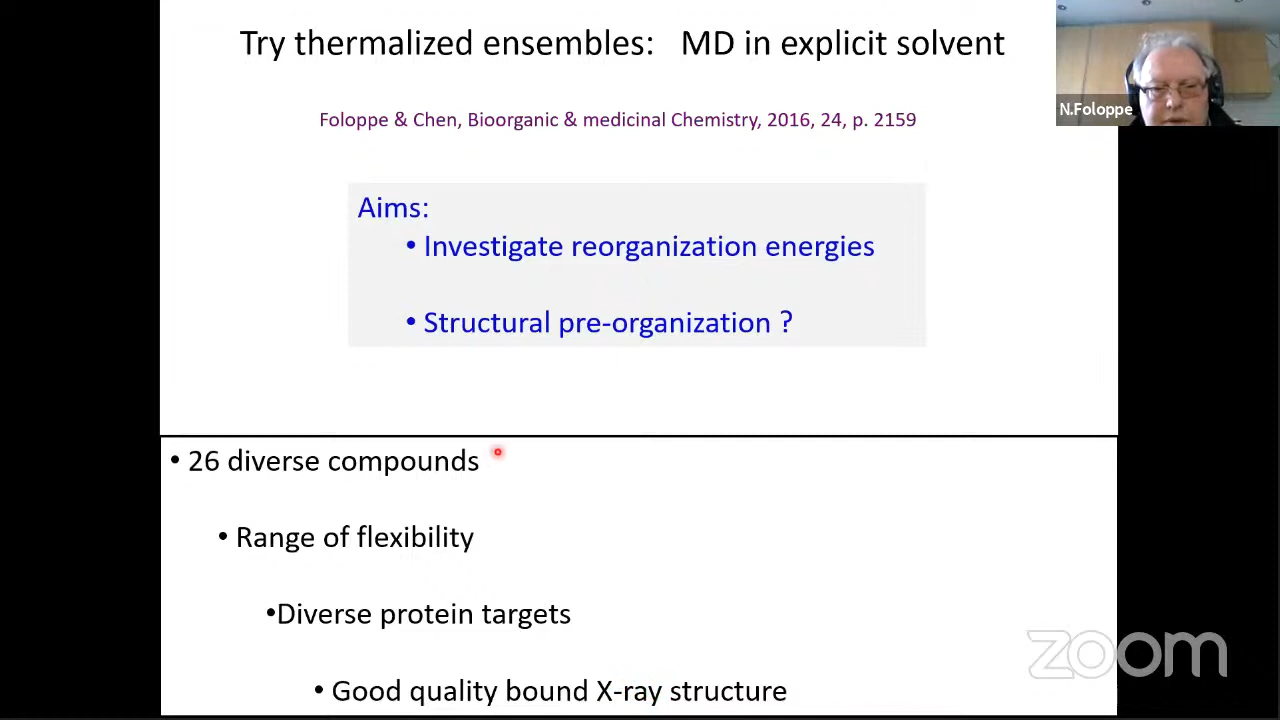 Try thermalized ensembles: MD in explicit solvent
N.Foloppe
Foloppe & Chen, Bioorganic & medicinal Chemistry, 2016, 24, p. 2159
Aims:
• Investigate reorganization energies
• Structural pre-organization ?
• 26 diverse compounds
• Range of flexibility
•Diverse protein targets
• Good quality bound X-ray structure
zoom